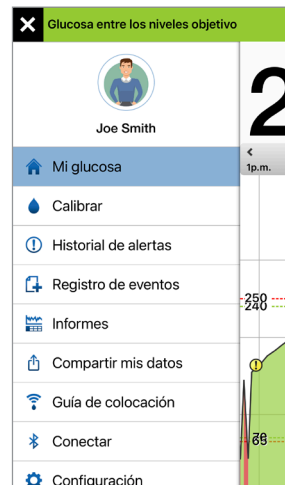 Glucosa entre los niveles objetivo
Joe Smith
2
1p.m.
Mi glucosa
Calibrar
Historial de alertas
Registro de eventos
Informes
250
240
Compartir mis datos
Guía de colocación
Conectar
70
65
Configuración